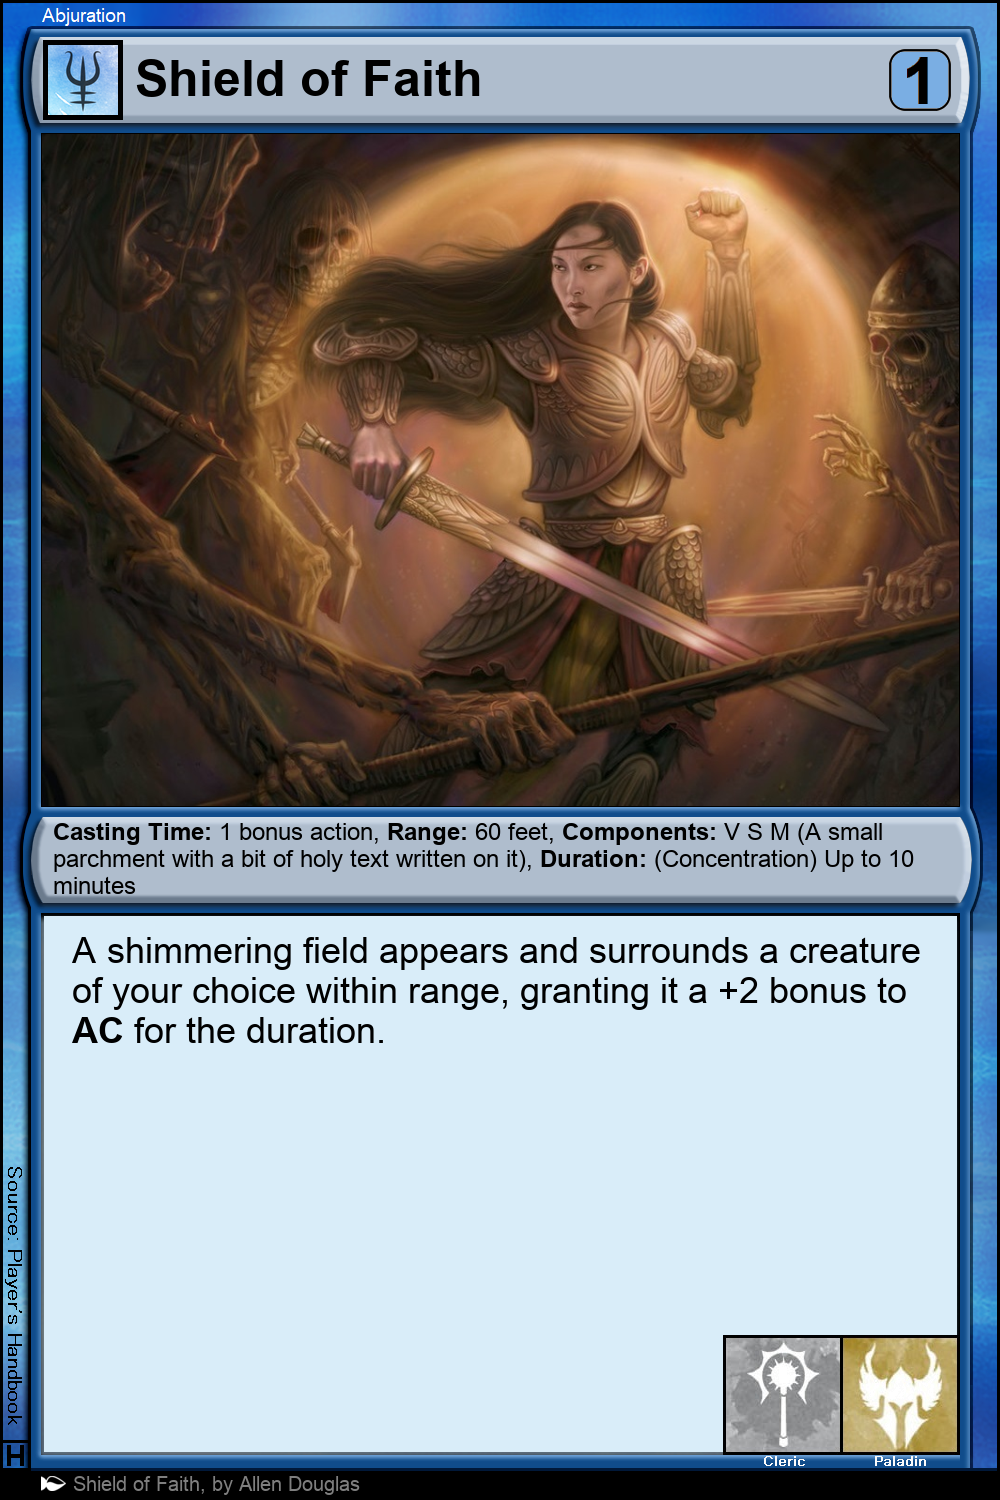 Abjuration
Shield of Faith
1
Casting Time: 1 bonus action, Range: 60 feet, Components: V S M (A small
parchment with a bit of holy text written on it), Duration: (Concentration) Up to 10
minutes
A shimmering field appears and surrounds a creature
of your choice within range, granting it a +2 bonus to
AC for the duration.
Source: Player's Handbook
H
Cleric
Paladin
Shield of Faith, by Allen Douglas